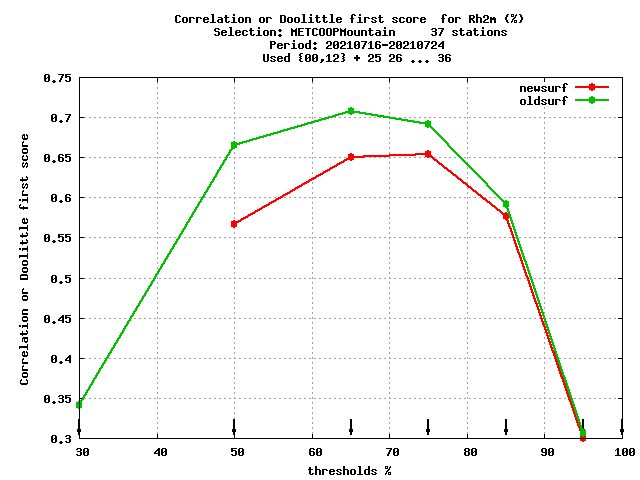 Correlation or Doolittle first score  for Rh2m (%)
Selection: METCOOPMountain     37 stations
Period: 20210716-20210724
Used {00,12} + 25 26 ... 36
newsurf
oldsurf
0.75
0.7
0.65
0.6
0.55
0.5
0.45
0.4
0.35
0.3
Correlation or Doolittle first score
30 40 50 60 70 80 90 100
thresholds %